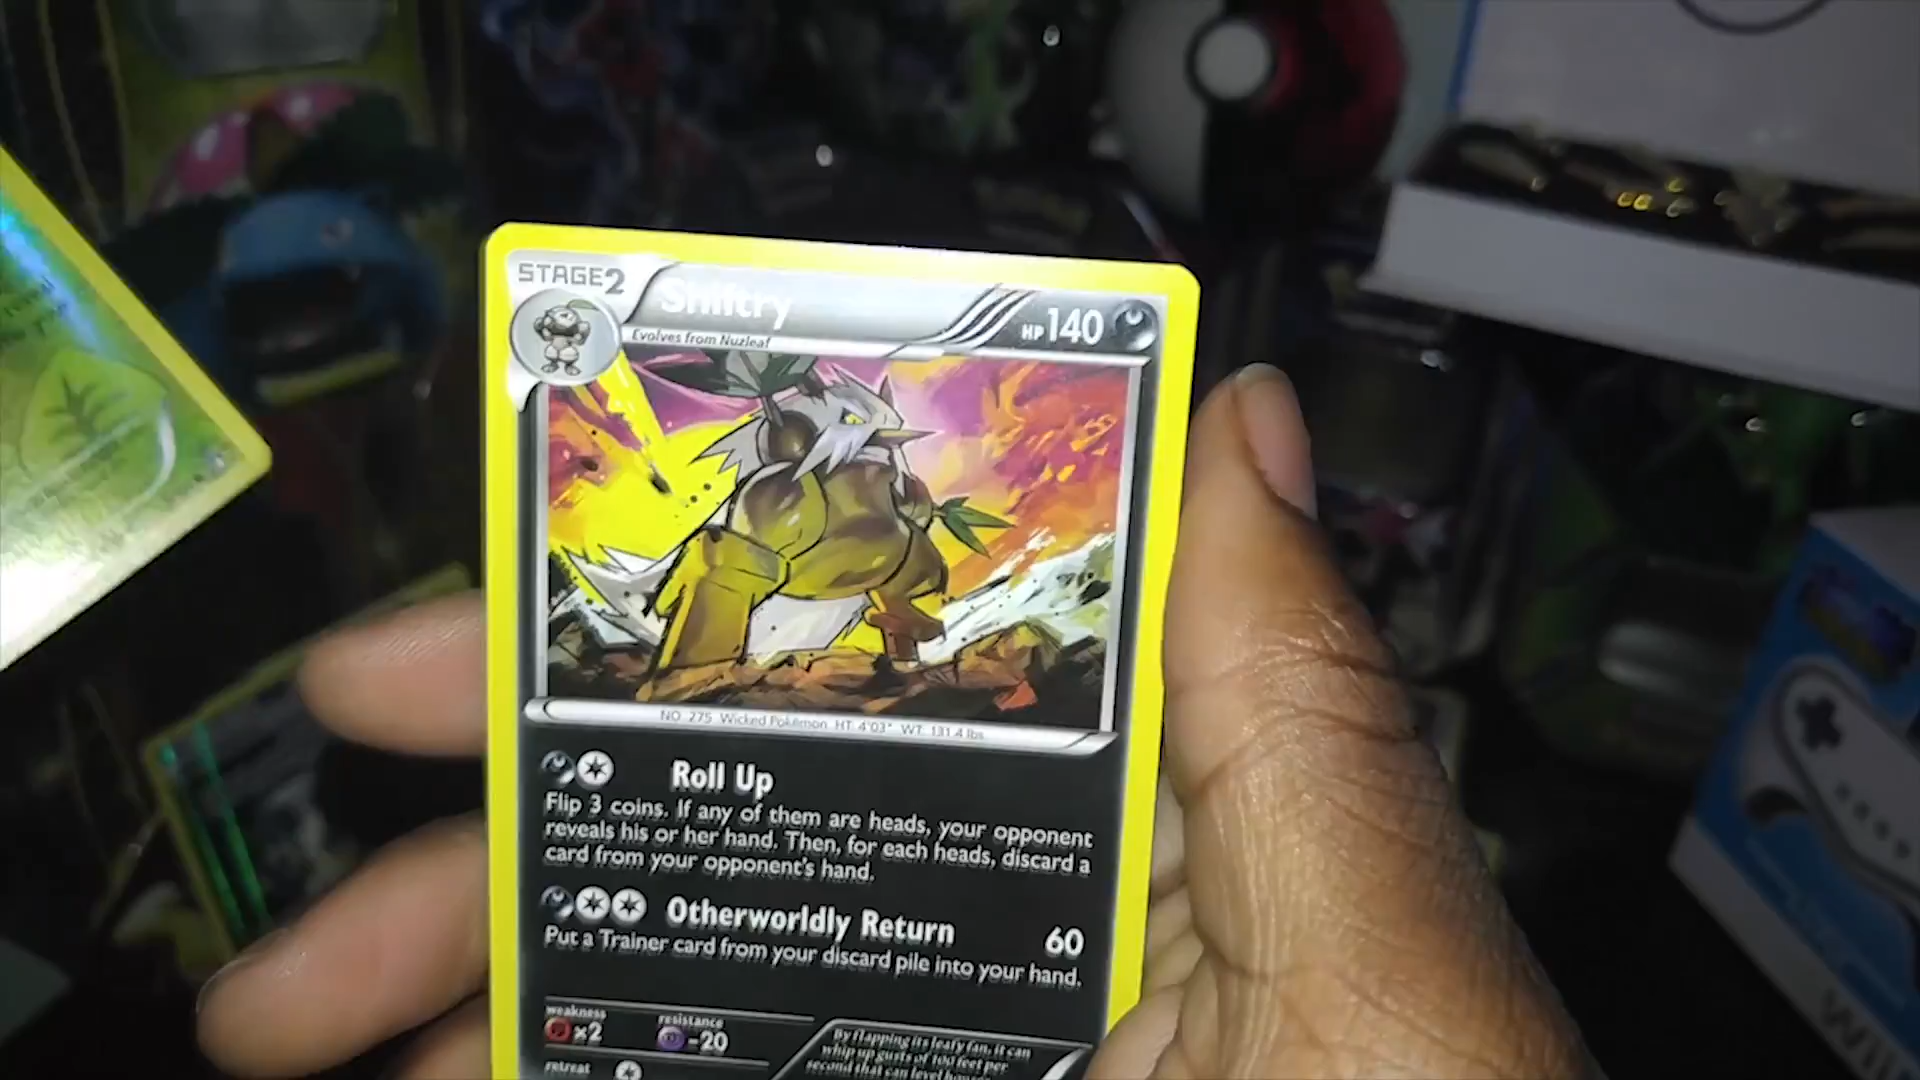 STAGE2
Shiftry
HP140
Evolves from Nuzleaf
NO. 275 Wicked Pokémon HT 4'03" WT 131.4 lbs
Roll Up
Flip 3 coins. If any of them are heads, your opponent
reveals his or her hand. Then, for each heads, discard a
card from your opponent's hand.
Otherworldly Return 60
Put a Trainer card from your discard pile into your hand.
weakness
×2
resistance
-20
retreat
By flapping its leafy fan, it can
whip up gusts of 100 feet per
second that can level